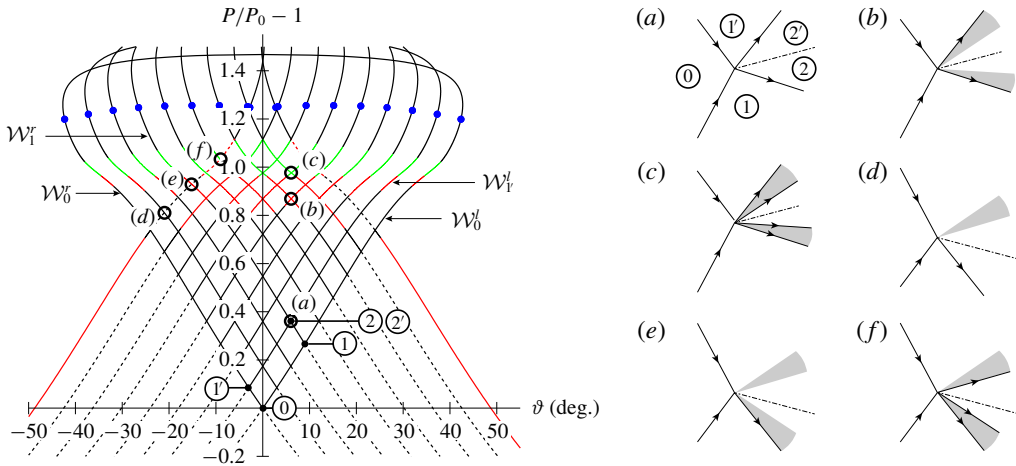 P/P₀ − 1
1.4
1.2
1.0
0.8
0.6
0.4
0.2
−0.2
𝒲₁ʳ
𝒲₀ʳ
𝒲₁′ˡ
𝒲₀ˡ
(f)
(c)
(e)
(b)
(d)
(a)
2 2′
1
1′
0
ϑ (deg.)
−50 −40 −30 −20 −10 0 10 20 30 40 50
(a)
1′ 2′
0 2
1
(b)
(c)
(d)
(e)
(f)